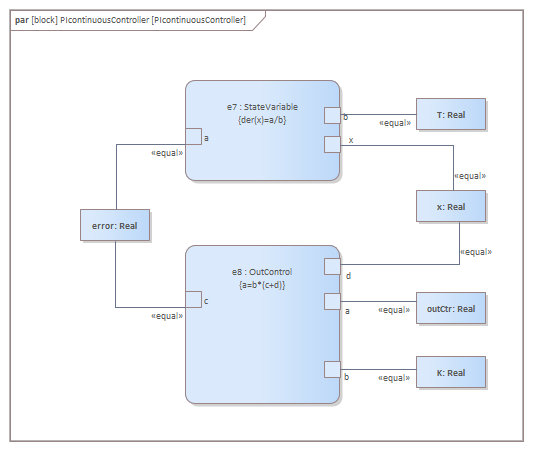 par [block] PIcontinuousController [PIcontinuousController]
e7 : StateVariable
{der(x)=a/b}
b
T: Real
«equal»
a
x
«equal»
«equal»
x: Real
error: Real
«equal»
e8 : OutControl
{a=b*(c+d)}
d
c
a
outCtr: Real
«equal»
«equal»
K: Real
b
«equal»